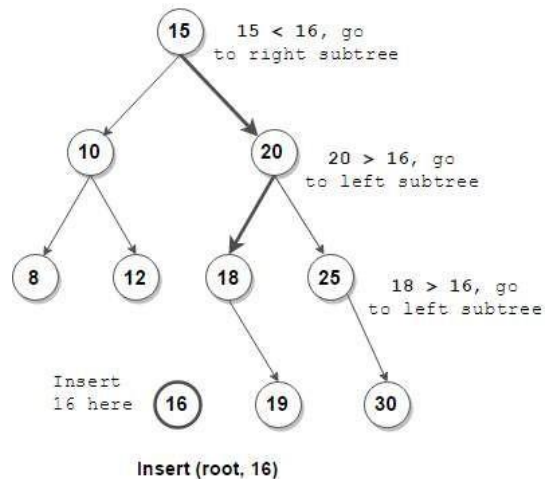 15
15 < 16, go
to right subtree
10
20
20 > 16, go
to left subtree
8
12
18
25
18 > 16, go
to left subtree
Insert
16 here
16
19
30
Insert (root, 16)